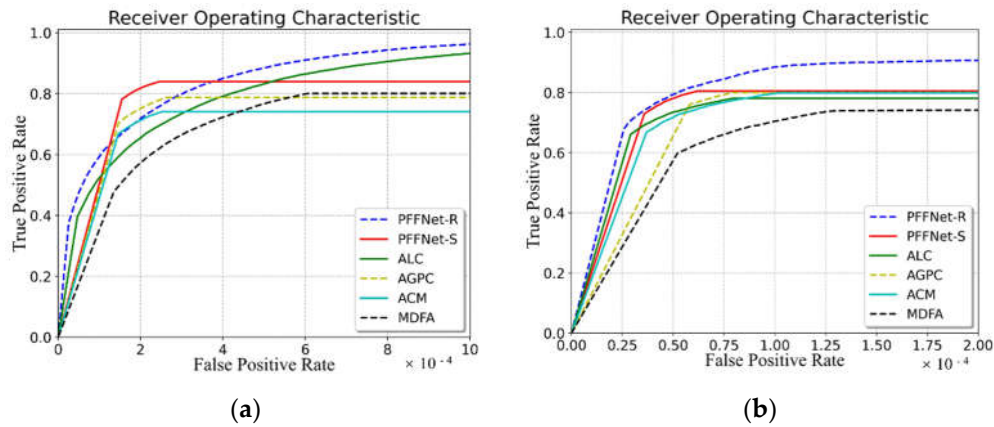 Receiver Operating Characteristic
True Positive Rate
1.0
0.8
0.6
0.4
0.2
0.0
PFFNet-R
PFFNet-S
ALC
AGPC
ACM
MDFA
0 2 4 6 8 10
False Positive Rate × 10⁻⁴
(a)
Receiver Operating Characteristic
True Positive Rate
1.0
0.8
0.6
0.4
0.2
0.0
PFFNet-R
PFFNet-S
ALC
AGPC
ACM
MDFA
0.00 0.25 0.50 0.75 1.00 1.25 1.50 1.75 2.00
False Positive Rate × 10⁻⁴
(b)